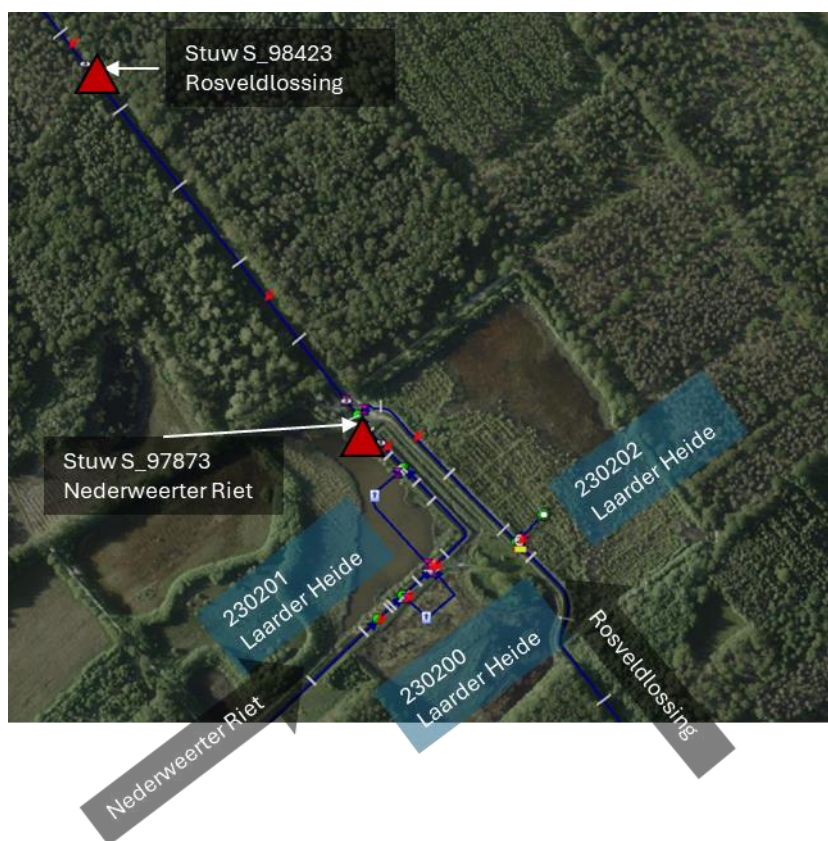 Stuw S_98423
Rosveldlossing
Stuw S_97873
Nederweerter Riet
230202
Laarder Heide
230201
Laarder Heide
230200
Laarder Heide
Rosveldlossing
Nederweerter Riet